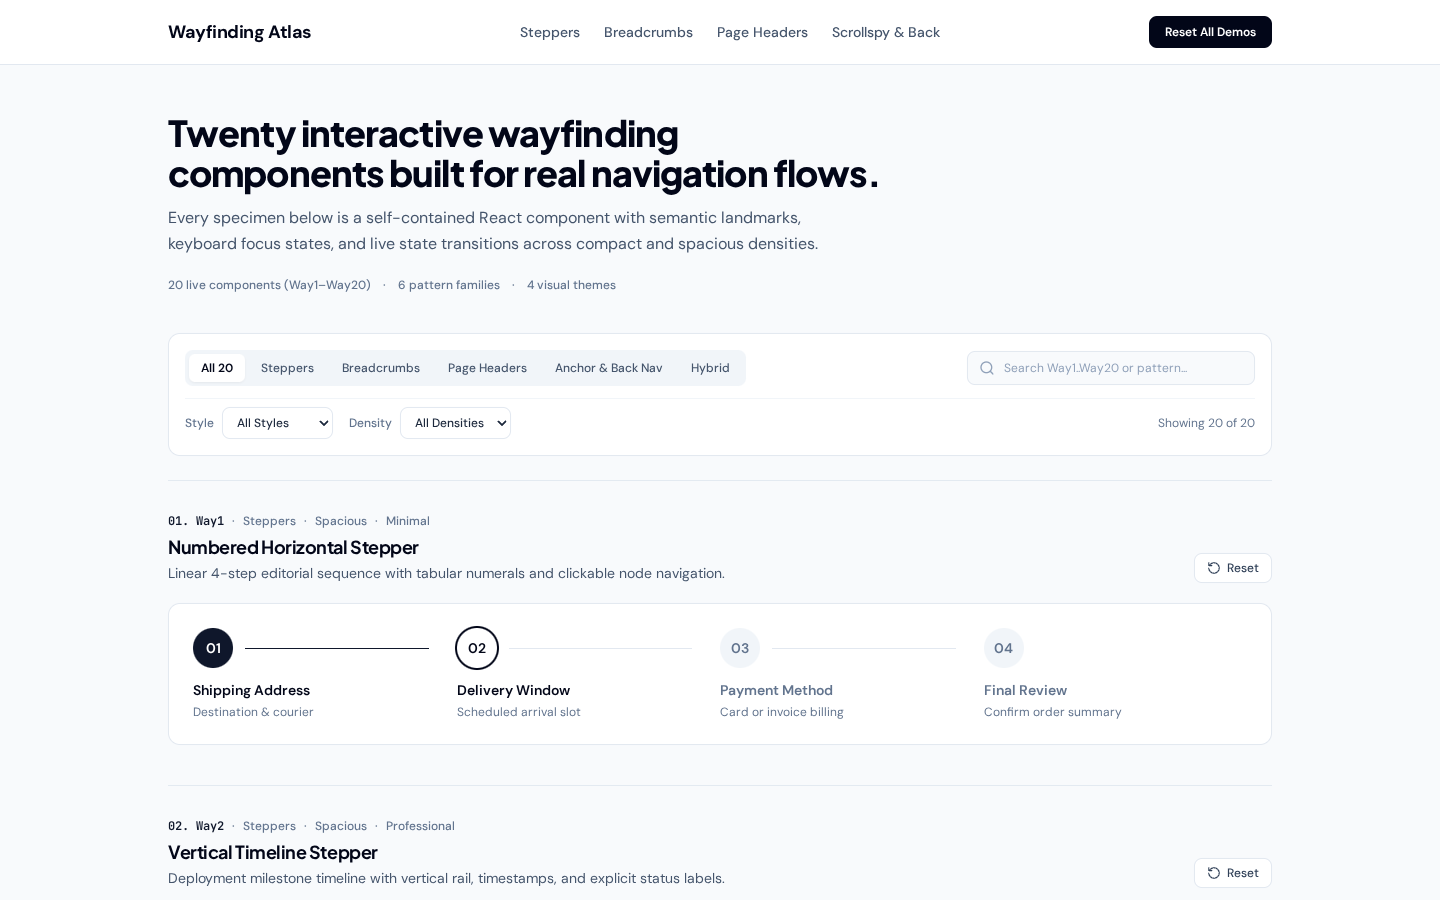 Wayfinding Atlas
Steppers Breadcrumbs Page Headers Scrollspy & Back
Reset All Demos
Twenty interactive wayfinding
components built for real navigation flows.
Every specimen below is a self-contained React component with semantic landmarks,
keyboard focus states, and live state transitions across compact and spacious densities.
20 live components (Way1–Way20) · 6 pattern families · 4 visual themes
All 20 Steppers Breadcrumbs Page Headers Anchor & Back Nav Hybrid
Search Way1..Way20 or pattern...
Style All Styles Density All Densities
Showing 20 of 20
01. Way1 · Steppers · Spacious · Minimal
Numbered Horizontal Stepper
Linear 4-step editorial sequence with tabular numerals and clickable node navigation.
Reset
01 02 03 04
Shipping Address Delivery Window Payment Method Final Review
Destination & courier Scheduled arrival slot Card or invoice billing Confirm order summary
02. Way2 · Steppers · Spacious · Professional
Vertical Timeline Stepper
Deployment milestone timeline with vertical rail, timestamps, and explicit status labels.
Reset